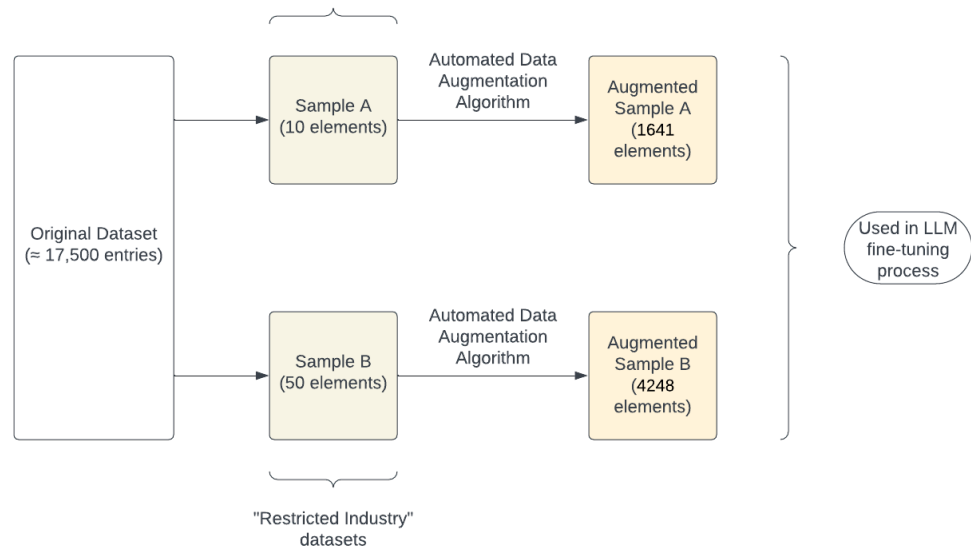 Automated Data
Augmentation
Algorithm
Sample A
(10 elements)
Augmented
Sample A
(1641
elements)
Original Dataset
(≈ 17,500 entries)
Used in LLM
fine-tuning
process
Automated Data
Augmentation
Algorithm
Sample B
(50 elements)
Augmented
Sample B
(4248
elements)
"Restricted Industry"
datasets